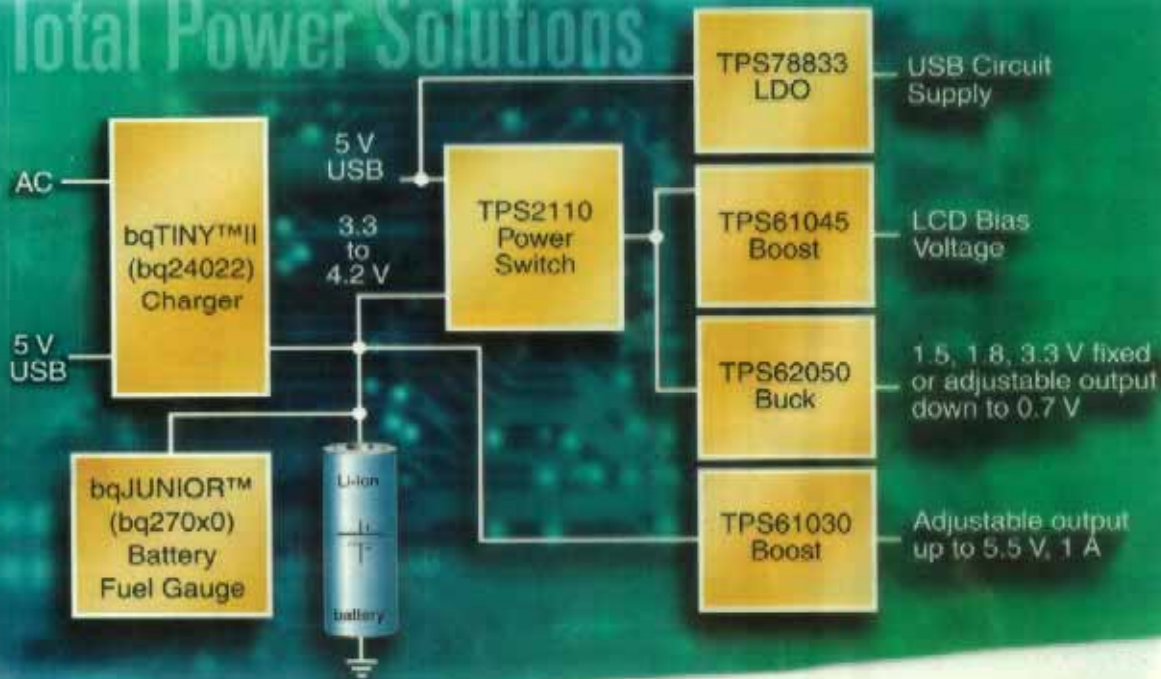 Total Power Solutions
AC
5 V
USB
bqTINY™II
(bq24022)
Charger
bqJUNIOR™
(bq270x0)
Battery
Fuel Gauge
5 V
USB
3.3
to
4.2 V
Li-Ion
battery
TPS2110
Power
Switch
TPS78833
LDO
USB Circuit
Supply
TPS61045
Boost
LCD Bias
Voltage
TPS62050
Buck
1.5, 1.8, 3.3 V fixed
or adjustable output
down to 0.7 V
TPS61030
Boost
Adjustable output
up to 5.5 V, 1 A